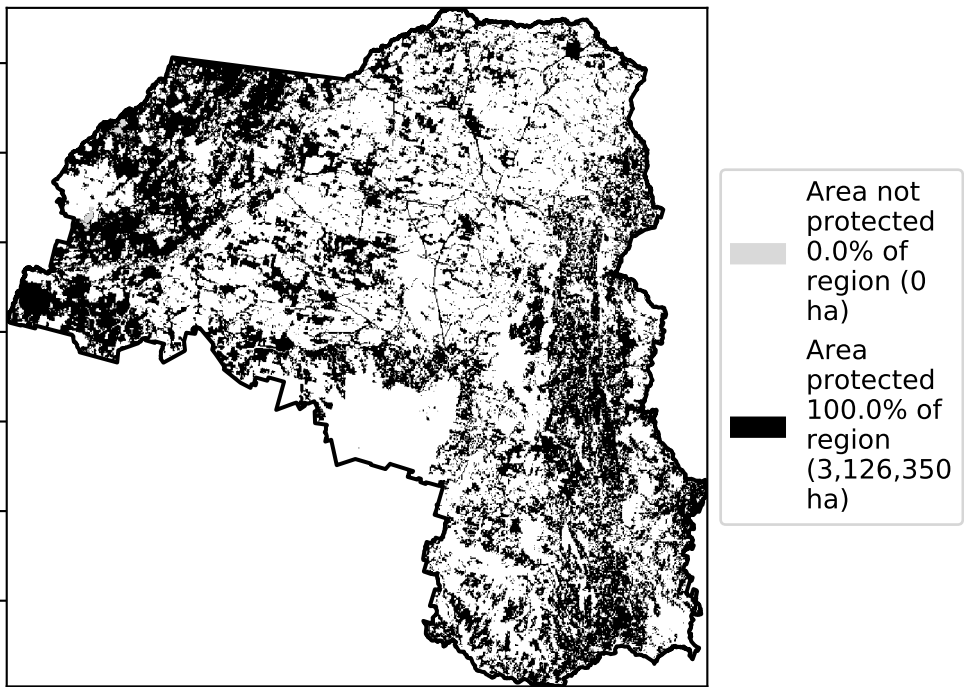 Area not
protected
0.0% of
region (0
ha)
Area
protected
100.0% of
region
(3,126,350
ha)